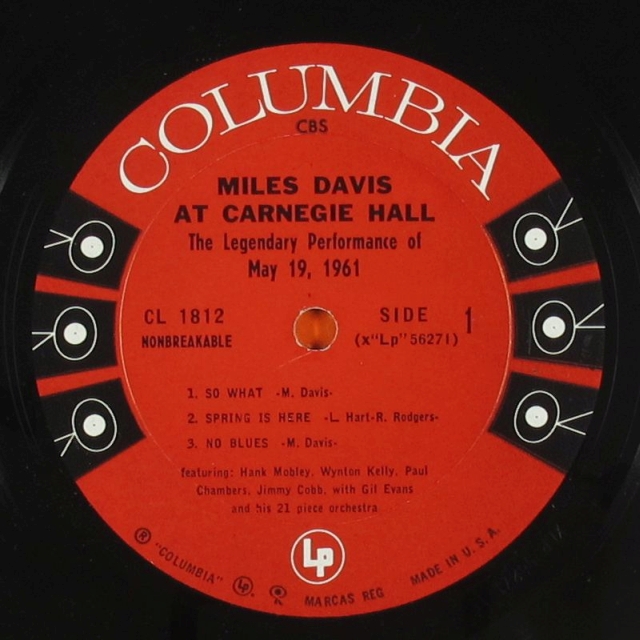 COLUMBIA
CBS
MILES DAVIS
AT CARNEGIE HALL
The Legendary Performance of
May 19, 1961
CL 1812
NONBREAKABLE
SIDE 1
(x"Lp"56271)
1. SO WHAT -M. Davis-
2. SPRING IS HERE -L. Hart-R. Rodgers-
3. NO BLUES -M. Davis-
featuring: Hank Mobley, Wynton Kelly, Paul
Chambers, Jimmy Cobb, with Gil Evans
and his 21 piece orchestra
Lp
® "COLUMBIA" Lp MARCAS REG MADE IN U.S.A.